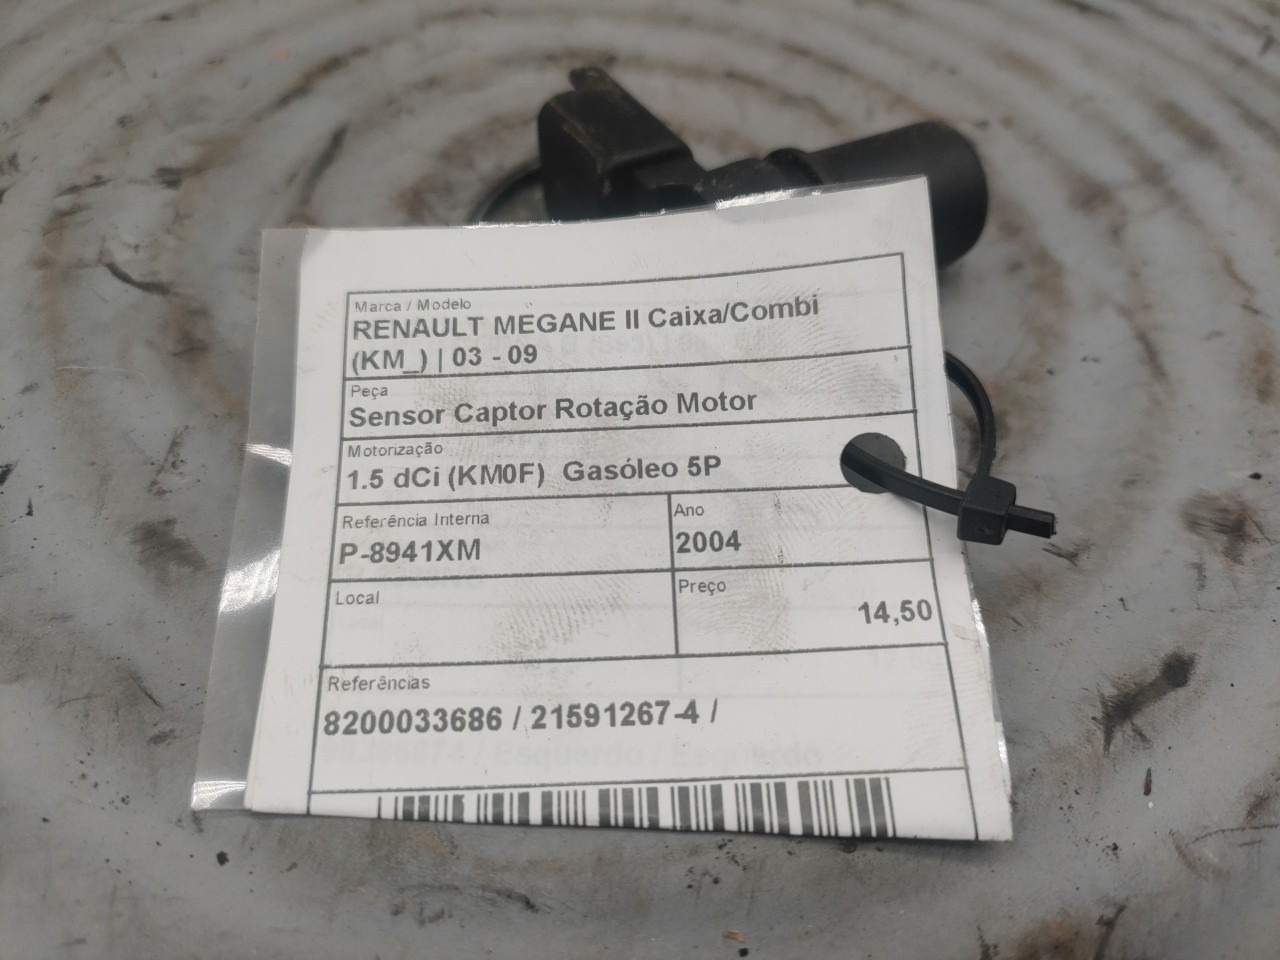 Marca / Modelo
RENAULT MEGANE II Caixa/Combi
(KM_) | 03 - 09
Peça
Sensor Captor Rotação Motor
Motorização
1.5 dCi (KM0F) Gasóleo 5P
Referência Interna
P-8941XM
Ano
2004
Local
Preço
14,50
Referências
8200033686 / 21591267-4 /